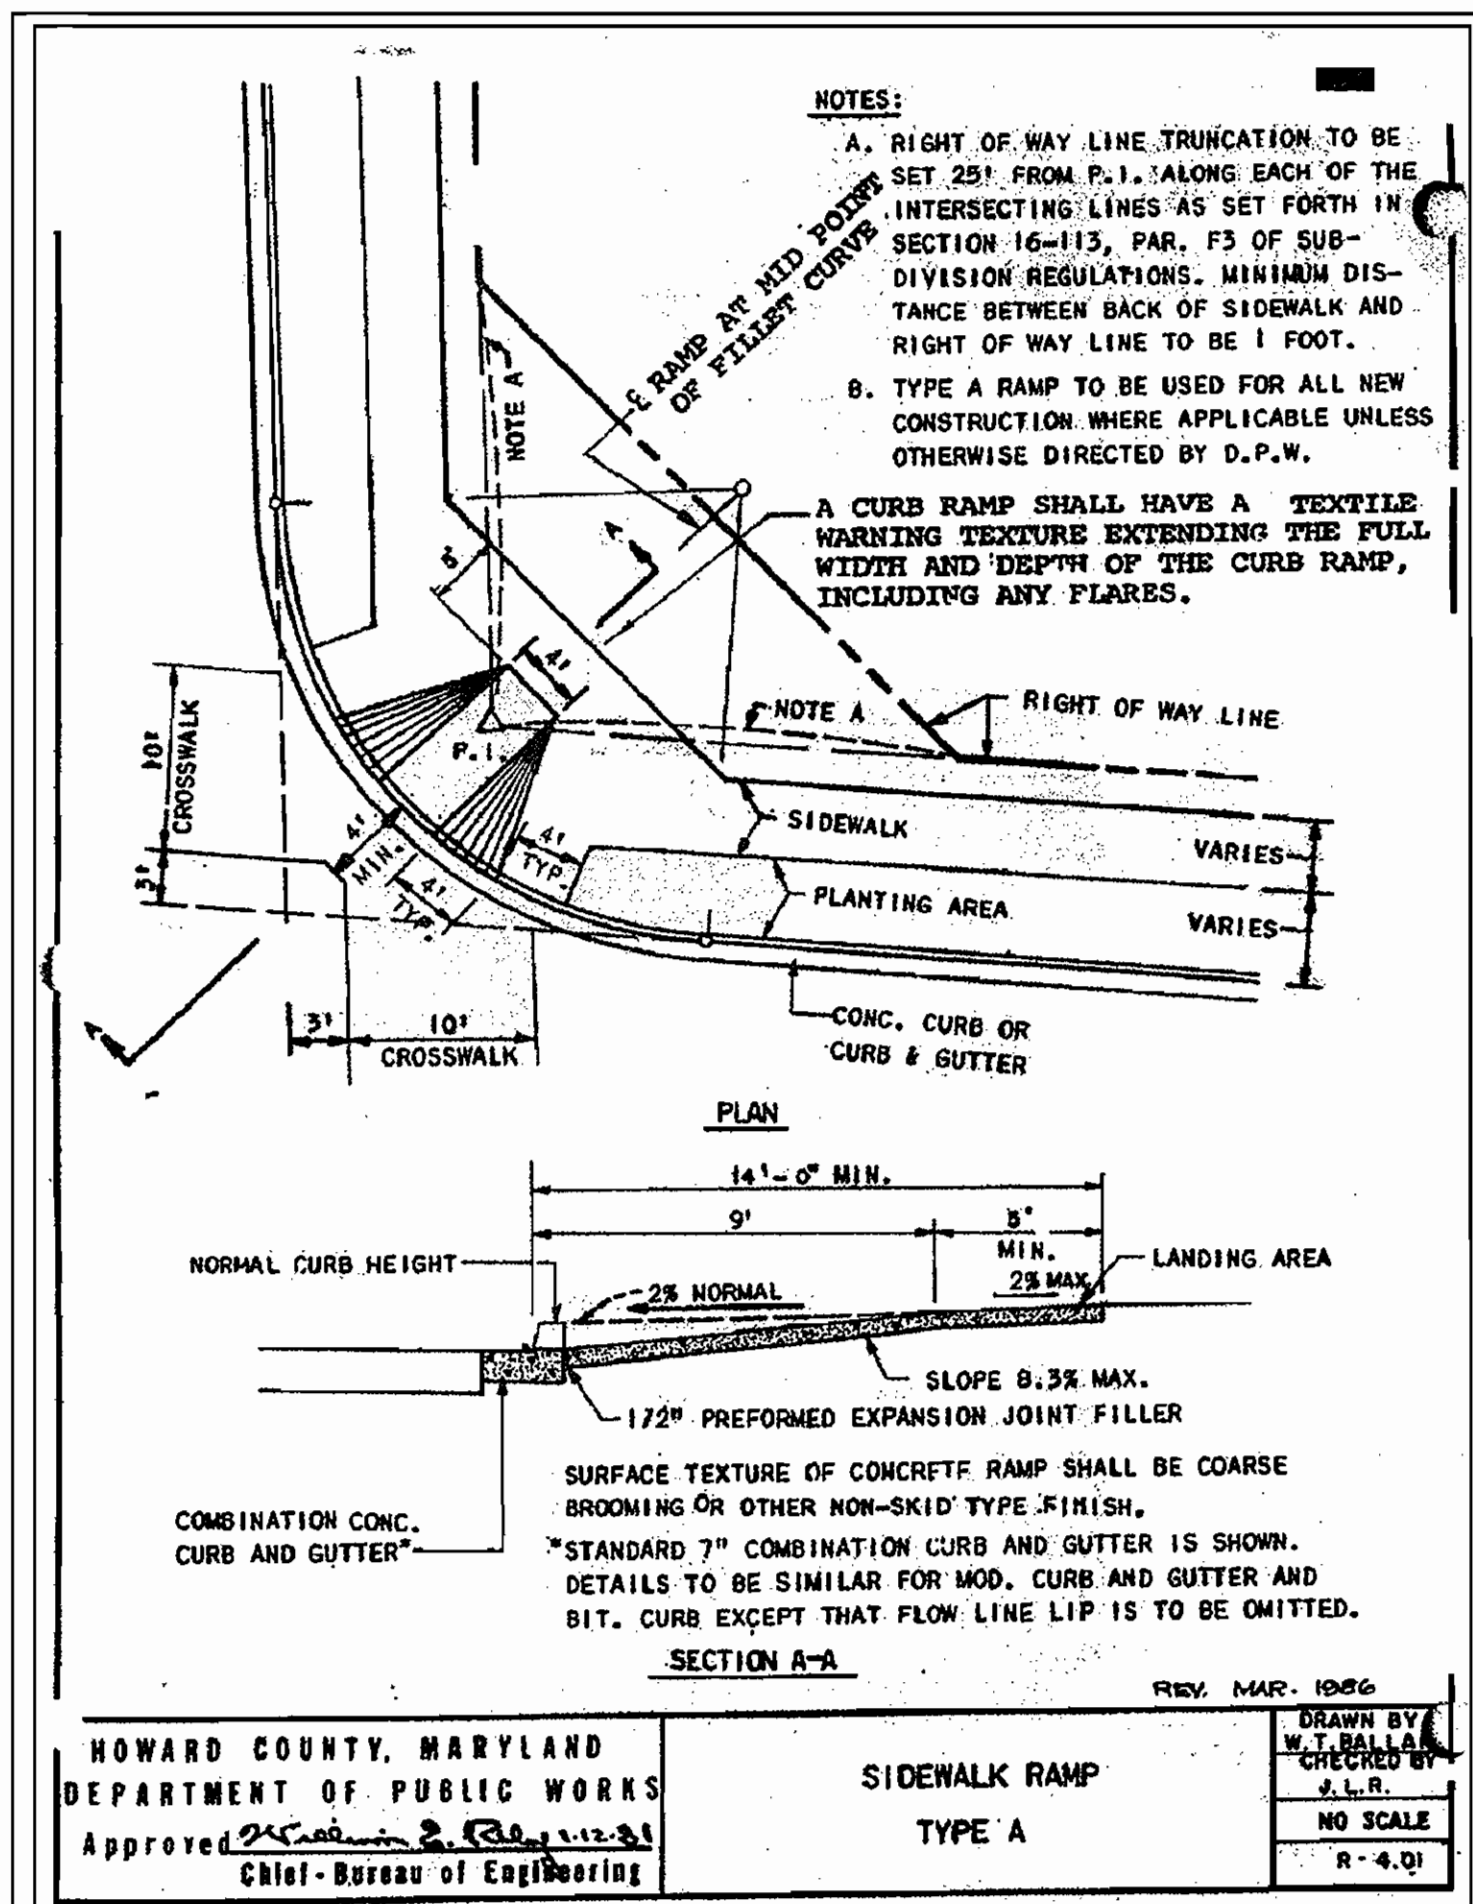 NOTES:
A. RIGHT OF WAY LINE TRUNCATION TO BE
SET 25' FROM P.I. ALONG EACH OF THE
INTERSECTING LINES AS SET FORTH IN
SECTION 16-113, PAR. F3 OF SUB-
DIVISION REGULATIONS. MINIMUM DIS-
TANCE BETWEEN BACK OF SIDEWALK AND
RIGHT OF WAY LINE TO BE 1 FOOT.
B. TYPE A RAMP TO BE USED FOR ALL NEW
CONSTRUCTION WHERE APPLICABLE UNLESS
OTHERWISE DIRECTED BY D.P.W.
A CURB RAMP SHALL HAVE A TEXTILE
WARNING TEXTURE EXTENDING THE FULL
WIDTH AND DEPTH OF THE CURB RAMP,
INCLUDING ANY FLARES.
℄ RAMP AT MID POINT
OF FILLET CURVE
NOTE A
5'
A
4'
NOTE A
RIGHT OF WAY LINE
P.I.
10'
CROSSWALK
3'
4'
MIN.
4'
TYP.
4'
TYP.
SIDEWALK
VARIES
PLANTING AREA
VARIES
A
3'
10'
CROSSWALK
CONC. CURB OR
CURB & GUTTER
PLAN
14'-0" MIN.
9'
5'
MIN.
NORMAL CURB HEIGHT
2% NORMAL
2% MAX.
LANDING AREA
SLOPE 8.3% MAX.
1/2" PREFORMED EXPANSION JOINT FILLER
SURFACE TEXTURE OF CONCRETE RAMP SHALL BE COARSE
BROOMING OR OTHER NON-SKID TYPE FINISH.
COMBINATION CONC.
CURB AND GUTTER*
*STANDARD 7" COMBINATION CURB AND GUTTER IS SHOWN.
DETAILS TO BE SIMILAR FOR MOD. CURB AND GUTTER AND
BIT. CURB EXCEPT THAT FLOW LINE LIP IS TO BE OMITTED.
SECTION A-A
REV. MAR. 1986
HOWARD COUNTY, MARYLAND
DEPARTMENT OF PUBLIC WORKS
Approved
Chief-Bureau of Engineering
SIDEWALK RAMP
TYPE A
DRAWN BY
W.T.
CHECKED BY
J.L.R.
NO SCALE
R-4.01